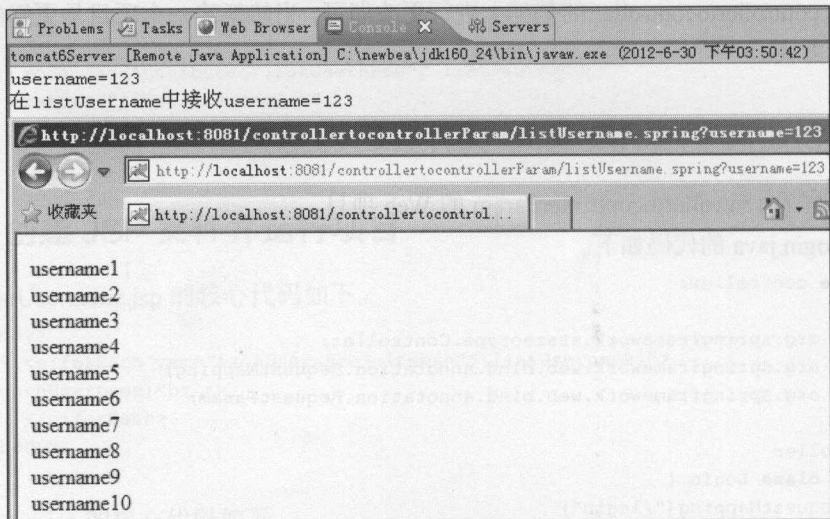 Problems Tasks Web Browser Console Servers
tomcat6Server [Remote Java Application] C:\newbea\jdk160_24\bin\javaw.exe (2012-6-30 下午03:50:42)
username=123
在listUsername中接收username=123
http://localhost:8081/controllertocontrollerParam/listUsername.spring?username=123
http://localhost:8081/controllertocontrollerParam/listUsername.spring?username=123
收藏夹 http://localhost:8081/controllertocontrol...
username1
username2
username3
username4
username5
username6
username7
username8
username9
username10